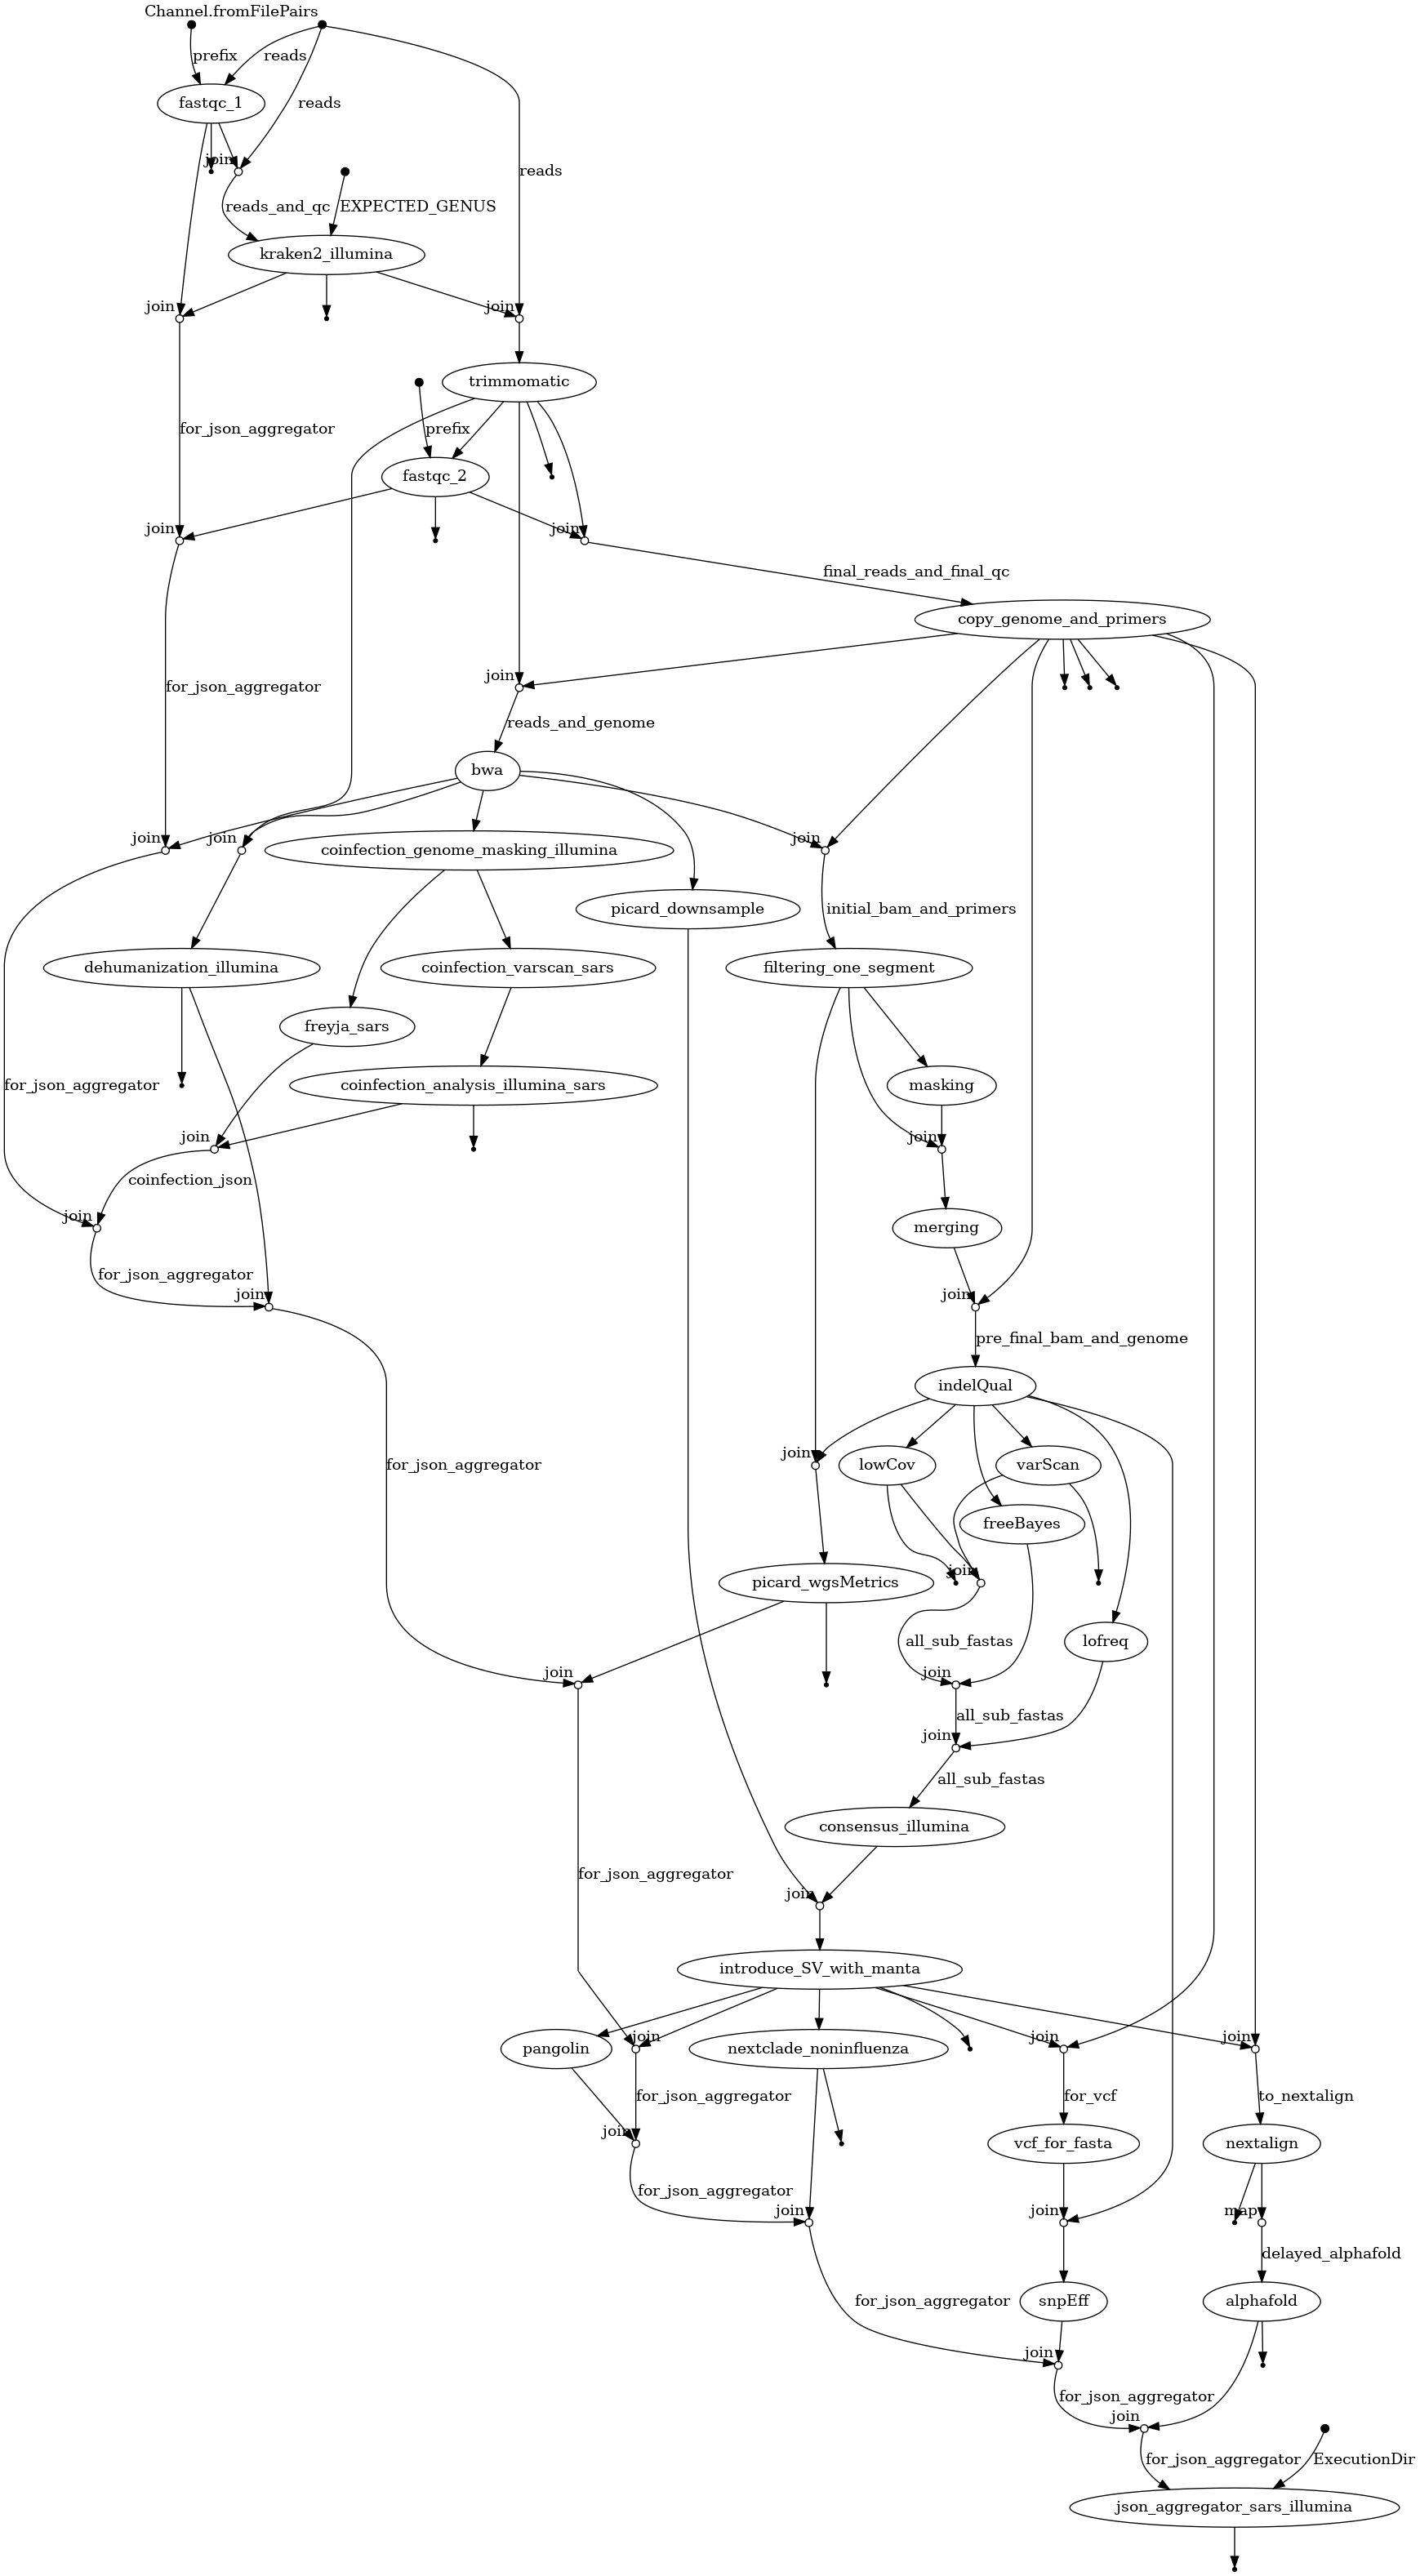 Channel.fromFilePairs
prefix
reads
fastqc_1
reads
join
reads
reads_and_qc
EXPECTED_GENUS
kraken2_illumina
join
join
trimmomatic
for_json_aggregator
prefix
fastqc_2
join
join
final_reads_and_final_qc
copy_genome_and_primers
join
for_json_aggregator
reads_and_genome
bwa
join
join
join
coinfection_genome_masking_illumina
picard_downsample
initial_bam_and_primers
dehumanization_illumina
coinfection_varscan_sars
filtering_one_segment
freyja_sars
for_json_aggregator
coinfection_analysis_illumina_sars
masking
join
join
coinfection_json
join
merging
for_json_aggregator
join
join
pre_final_bam_and_genome
indelQual
join
lowCov
varScan
for_json_aggregator
freeBayes
join
picard_wgsMetrics
all_sub_fastas
lofreq
join
join
all_sub_fastas
join
all_sub_fastas
consensus_illumina
for_json_aggregator
join
introduce_SV_with_manta
join
join
join
pangolin
nextclade_noninfluenza
for_json_aggregator
for_vcf
to_nextalign
join
vcf_for_fasta
nextalign
for_json_aggregator
join
join
map
delayed_alphafold
for_json_aggregator
snpEff
alphafold
join
for_json_aggregator
join
for_json_aggregator
ExecutionDir
json_aggregator_sars_illumina